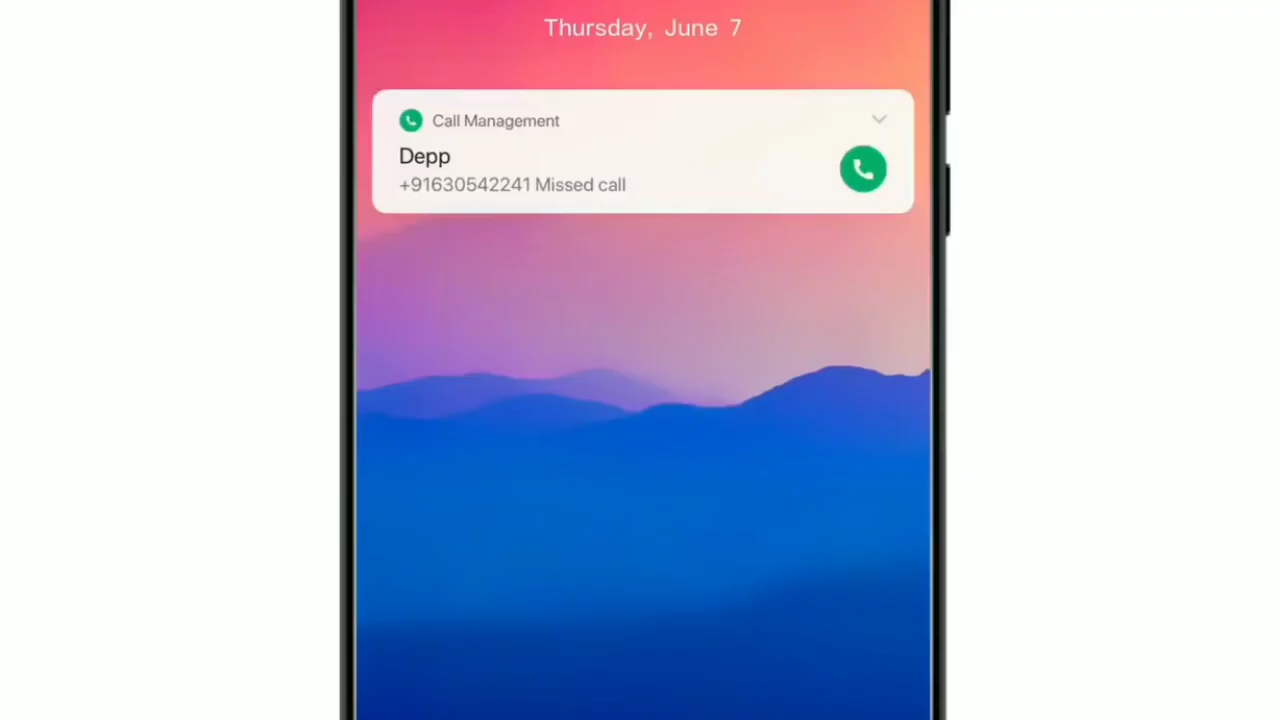 Thursday, June 7
Call Management
Depp
+91630542241 Missed call